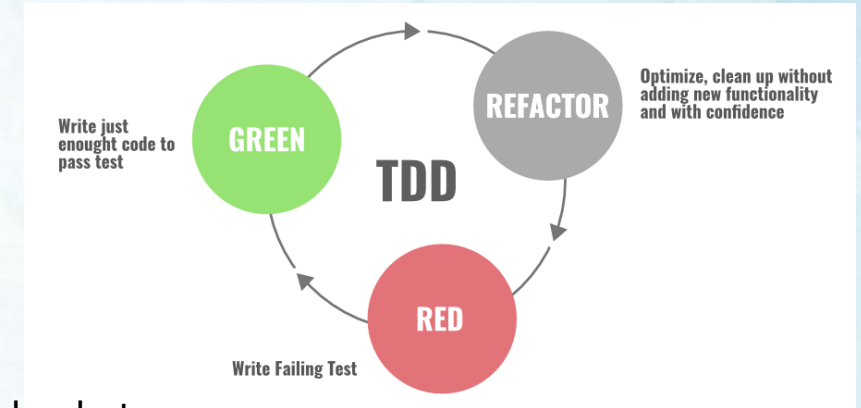 GREEN
Write just
enought code to
pass test
REFACTOR
Optimize, clean up without
adding new functionality
and with confidence
TDD
RED
Write Failing Test